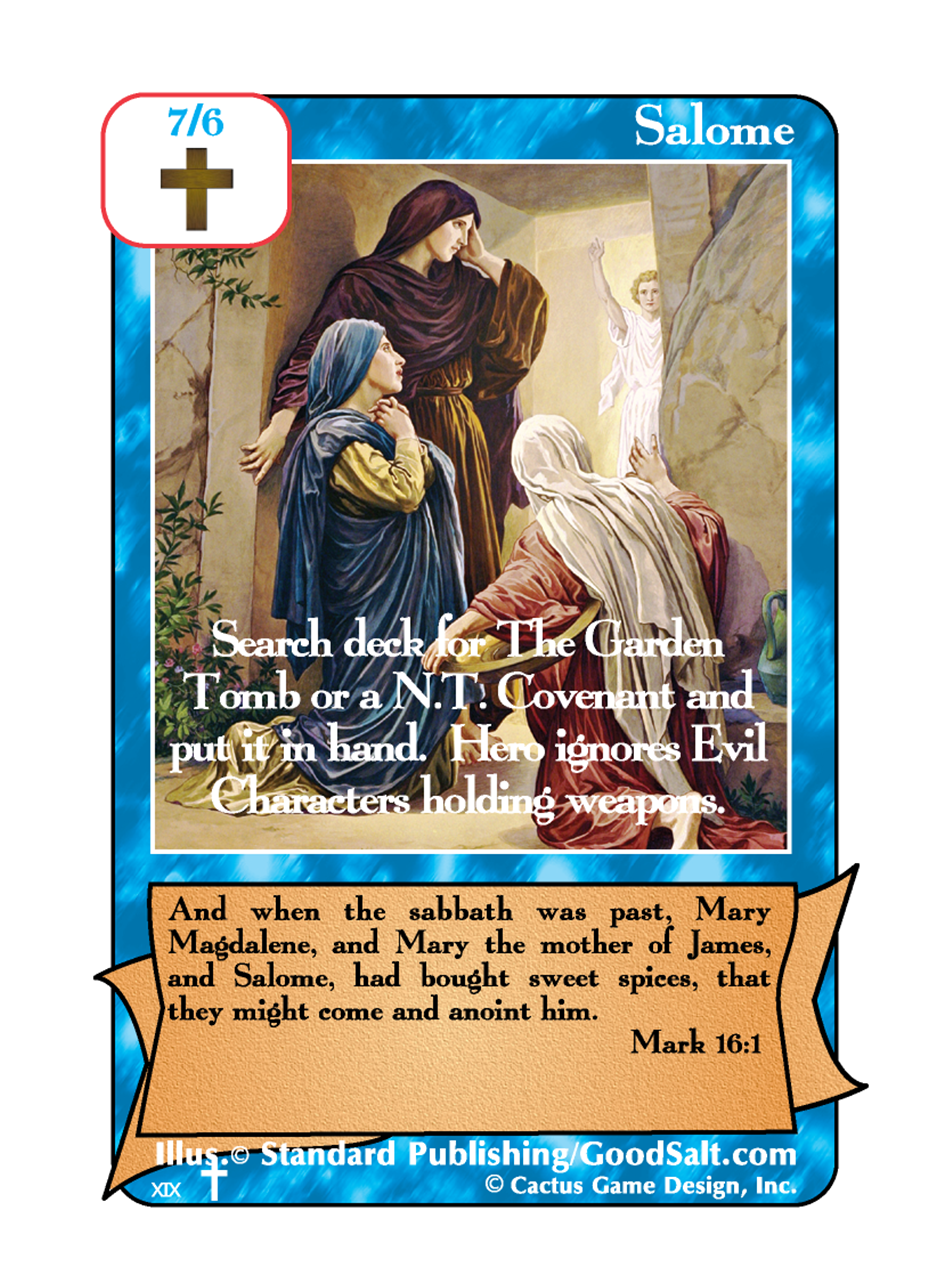 7/6
Salome
Search deck for The Garden
Tomb or a N.T. Covenant and
put it in hand. Hero ignores Evil
Characters holding weapons.
And when the sabbath was past, Mary
Magdalene, and Mary the mother of James,
and Salome, had bought sweet spices, that
they might come and anoint him.
Mark 16:1
Illus.© Standard Publishing/GoodSalt.com
XIX
© Cactus Game Design, Inc.